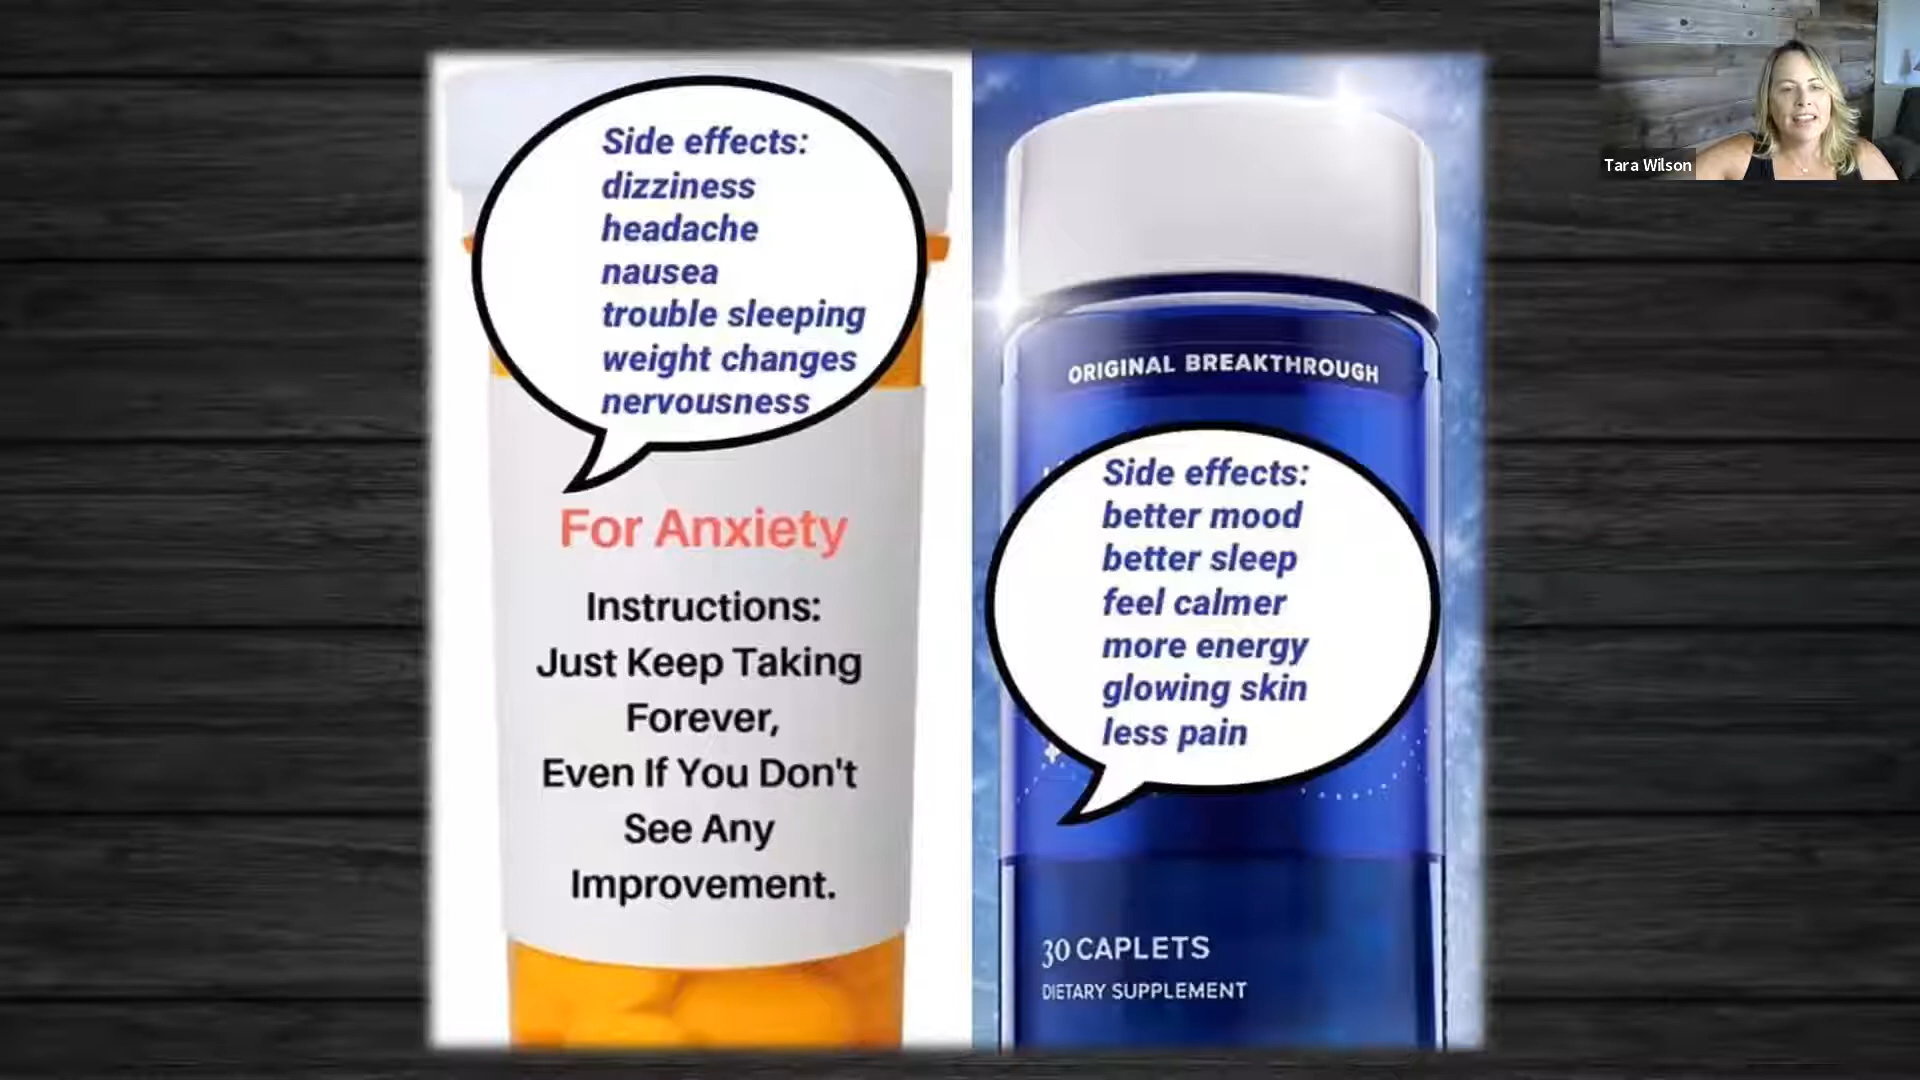 Side effects:
dizziness
headache
nausea
trouble sleeping
weight changes
nervousness
For Anxiety
Instructions:
Just Keep Taking
Forever,
Even If You Don't
See Any
Improvement.
ORIGINAL BREAKTHROUGH
Side effects:
better mood
better sleep
feel calmer
more energy
glowing skin
less pain
30 CAPLETS
DIETARY SUPPLEMENT
Tara Wilson